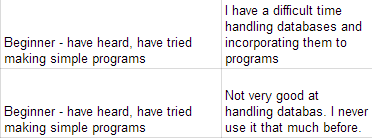 Beginner - have heard, have tried
making simple programs
I have a difficult time
handling databases and
incorporating them to
programs
Beginner - have heard, have tried
making simple programs
Not very good at
handling databas. I never
use it that much before.